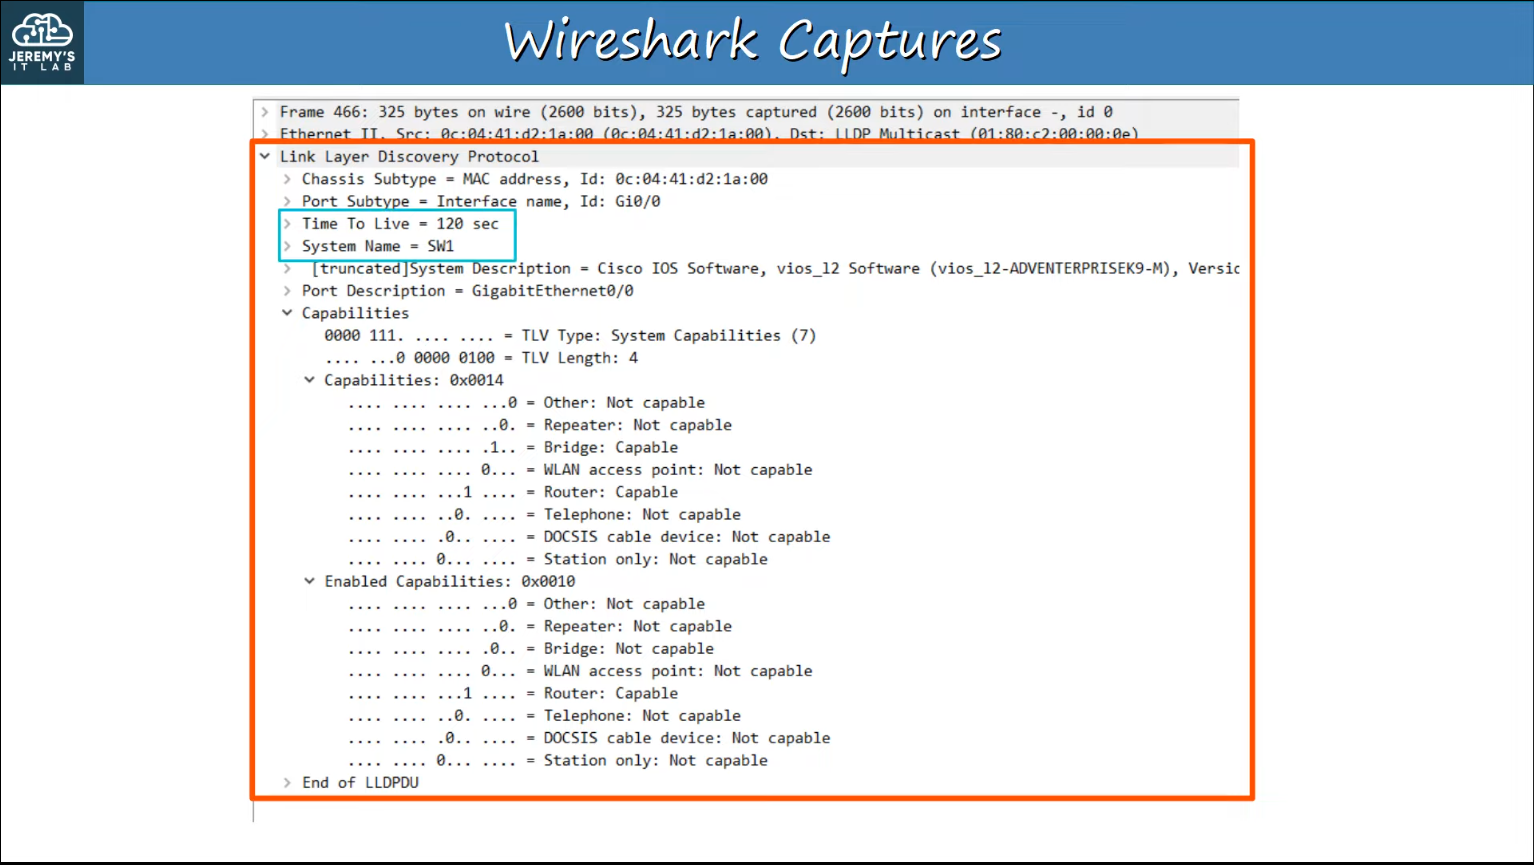 JEREMY'S
IT LAB
Wireshark Captures
Frame 466: 325 bytes on wire (2600 bits), 325 bytes captured (2600 bits) on interface -, id 0
Ethernet II, Src: 0c:04:41:d2:1a:00 (0c:04:41:d2:1a:00), Dst: LLDP_Multicast (01:80:c2:00:00:0e)
Link Layer Discovery Protocol
Chassis Subtype = MAC address, Id: 0c:04:41:d2:1a:00
Port Subtype = Interface name, Id: Gi0/0
Time To Live = 120 sec
System Name = SW1
[truncated]System Description = Cisco IOS Software, vios_l2 Software (vios_l2-ADVENTERPRISEK9-M), Versio
Port Description = GigabitEthernet0/0
Capabilities
0000 111. .... .... = TLV Type: System Capabilities (7)
.... ...0 0000 0100 = TLV Length: 4
Capabilities: 0x0014
.... .... .... ...0 = Other: Not capable
.... .... .... ..0. = Repeater: Not capable
.... .... .... .1.. = Bridge: Capable
.... .... .... 0... = WLAN access point: Not capable
.... .... ...1 .... = Router: Capable
.... .... ..0. .... = Telephone: Not capable
.... .... .0.. .... = DOCSIS cable device: Not capable
.... .... 0... .... = Station only: Not capable
Enabled Capabilities: 0x0010
.... .... .... ...0 = Other: Not capable
.... .... .... ..0. = Repeater: Not capable
.... .... .... .0.. = Bridge: Not capable
.... .... .... 0... = WLAN access point: Not capable
.... .... ...1 .... = Router: Capable
.... .... ..0. .... = Telephone: Not capable
.... .... .0.. .... = DOCSIS cable device: Not capable
.... .... 0... .... = Station only: Not capable
End of LLDPDU